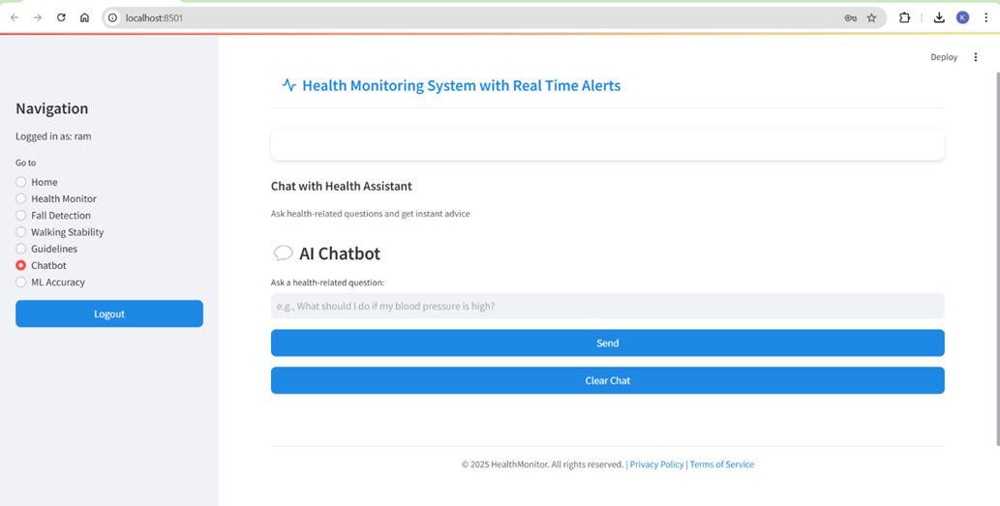 localhost:8501
K
Deploy
Navigation
Logged in as: ram
Go to
Home
Health Monitor
Fall Detection
Walking Stability
Guidelines
Chatbot
ML Accuracy
Logout
Health Monitoring System with Real Time Alerts
Chat with Health Assistant
Ask health-related questions and get instant advice
AI Chatbot
Ask a health-related question:
e.g., What should I do if my blood pressure is high?
Send
Clear Chat
© 2025 HealthMonitor. All rights reserved. | Privacy Policy | Terms of Service